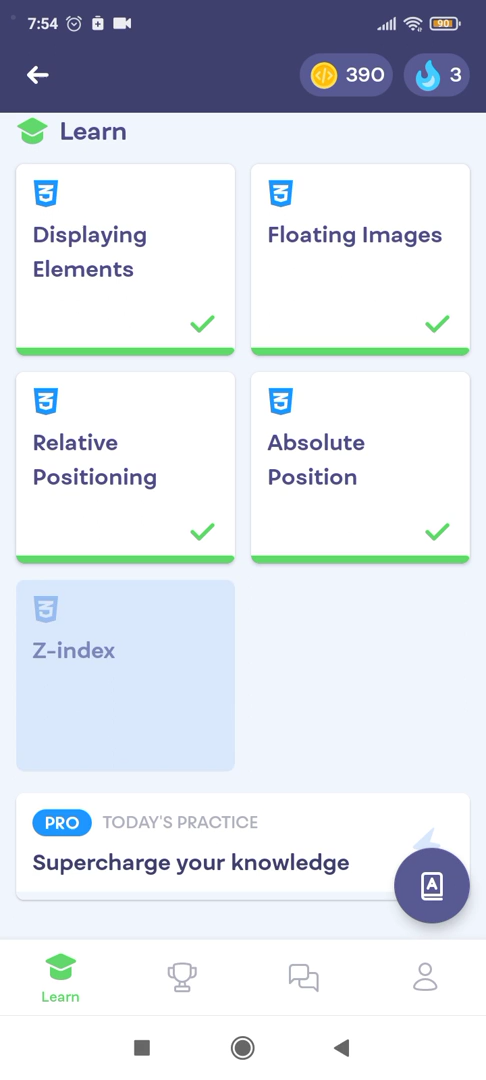 7:54
90
</> 390
3
Learn
Displaying
Elements
Floating Images
Relative
Positioning
Absolute
Position
Z-index
PRO TODAY'S PRACTICE
Supercharge your knowledge
A
Learn